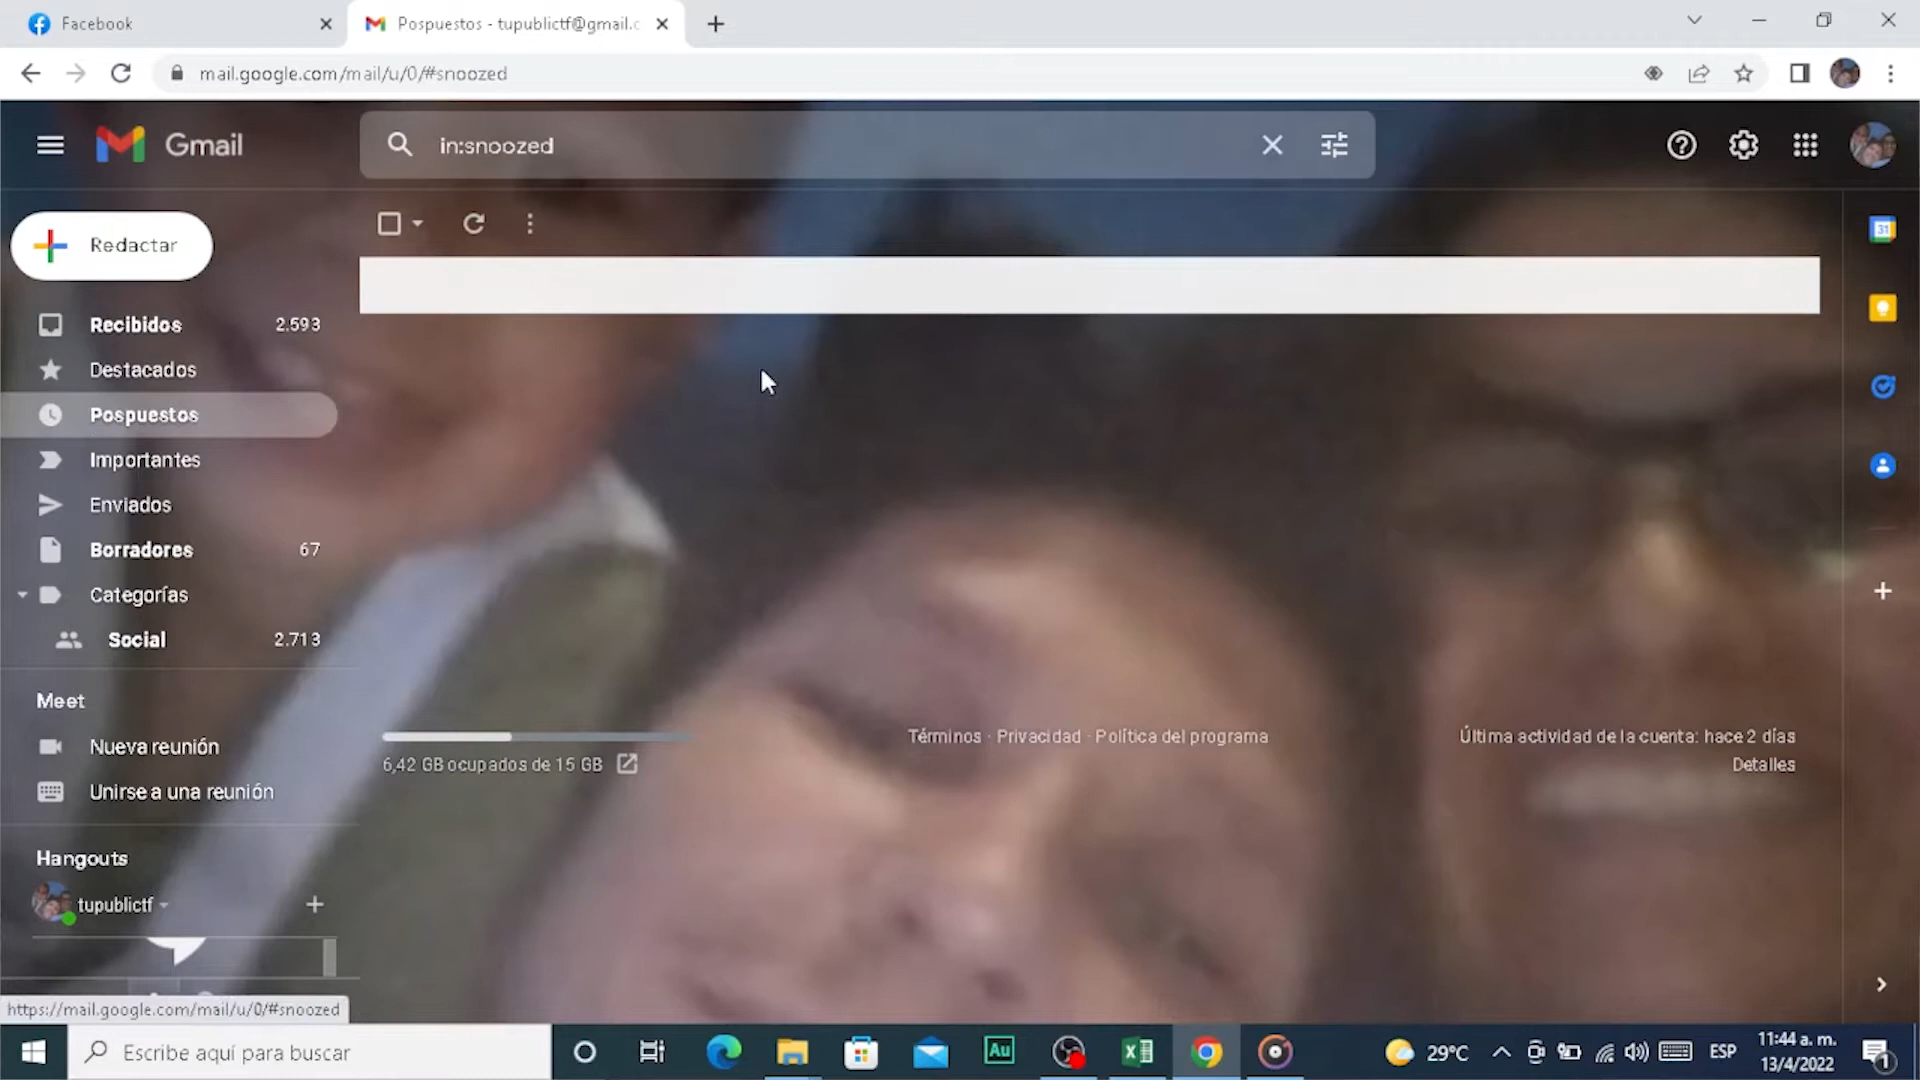 Facebook
Pospuestos - tupublictf@gmail.c
mail.google.com/mail/u/0/#snoozed
Gmail
in:snoozed
Redactar
Recibidos 2.593
Destacados
Pospuestos
Importantes
Enviados
Borradores 67
Categorías
Social 2.713
Meet
Nueva reunión
Unirse a una reunión
Hangouts
tupublictf
31
6,42 GB ocupados de 15 GB
Términos · Privacidad · Política del programa
Última actividad de la cuenta: hace 2 días
Detalles
https://mail.google.com/mail/u/0/#snoozed
Escribe aquí para buscar
Au
29°C
ESP
11:44 a. m.
13/4/2022
1